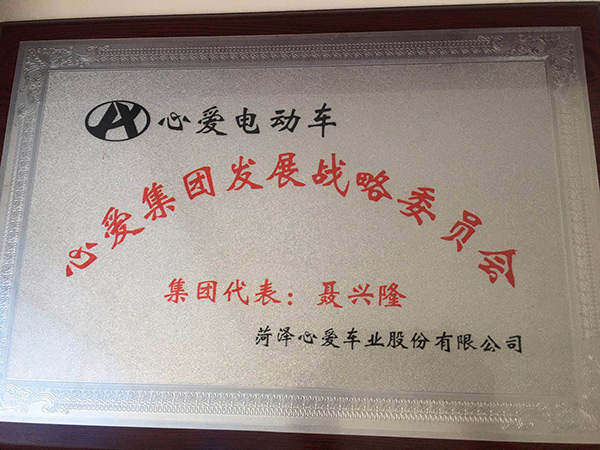 心爱电动车
心爱集团发展战略委员会
集团代表：聂兴隆
菏泽心爱车业股份有限公司